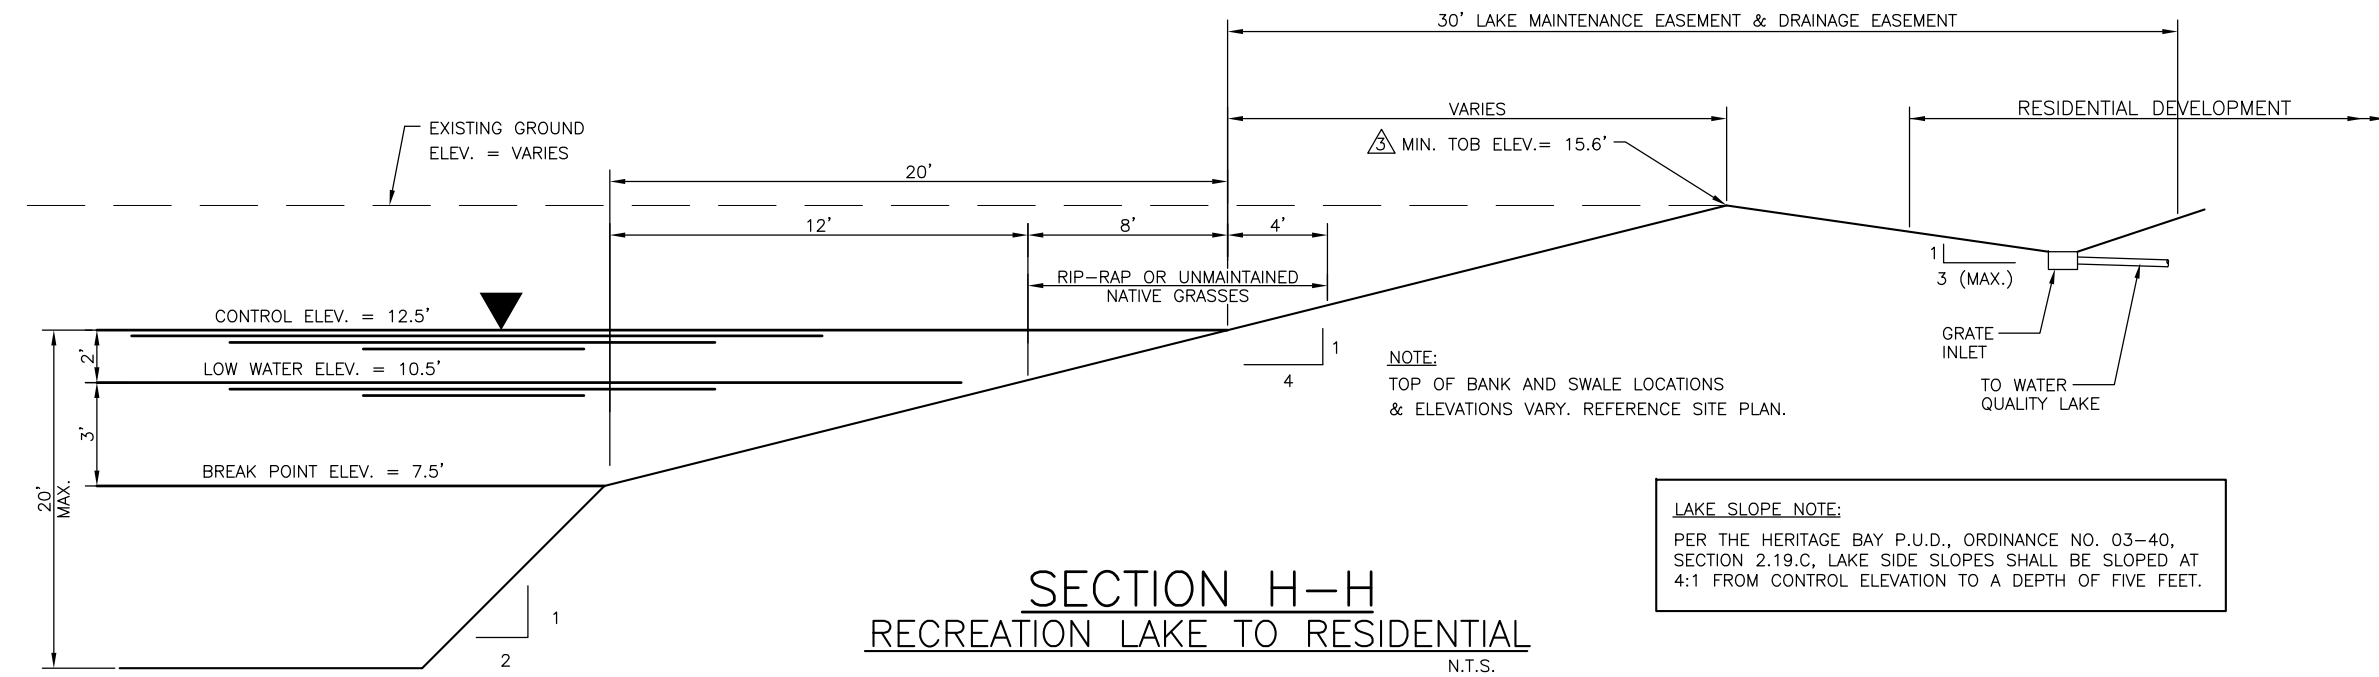 30' LAKE MAINTENANCE EASEMENT & DRAINAGE EASEMENT
VARIES
RESIDENTIAL DEVELOPMENT
EXISTING GROUND
ELEV. = VARIES
3 MIN. TOB ELEV.= 15.6'
20'
12'
8'
4'
RIP-RAP OR UNMAINTAINED
NATIVE GRASSES
1
3 (MAX.)
CONTROL ELEV. = 12.5'
2'
LOW WATER ELEV. = 10.5'
3'
BREAK POINT ELEV. = 7.5'
20'
MAX.
1
4
GRATE
INLET
TO WATER
QUALITY LAKE
NOTE:
TOP OF BANK AND SWALE LOCATIONS
& ELEVATIONS VARY. REFERENCE SITE PLAN.
LAKE SLOPE NOTE:
PER THE HERITAGE BAY P.U.D., ORDINANCE NO. 03-40,
SECTION 2.19.C, LAKE SIDE SLOPES SHALL BE SLOPED AT
4:1 FROM CONTROL ELEVATION TO A DEPTH OF FIVE FEET.
1
2
SECTION H-H
RECREATION LAKE TO RESIDENTIAL
N.T.S.